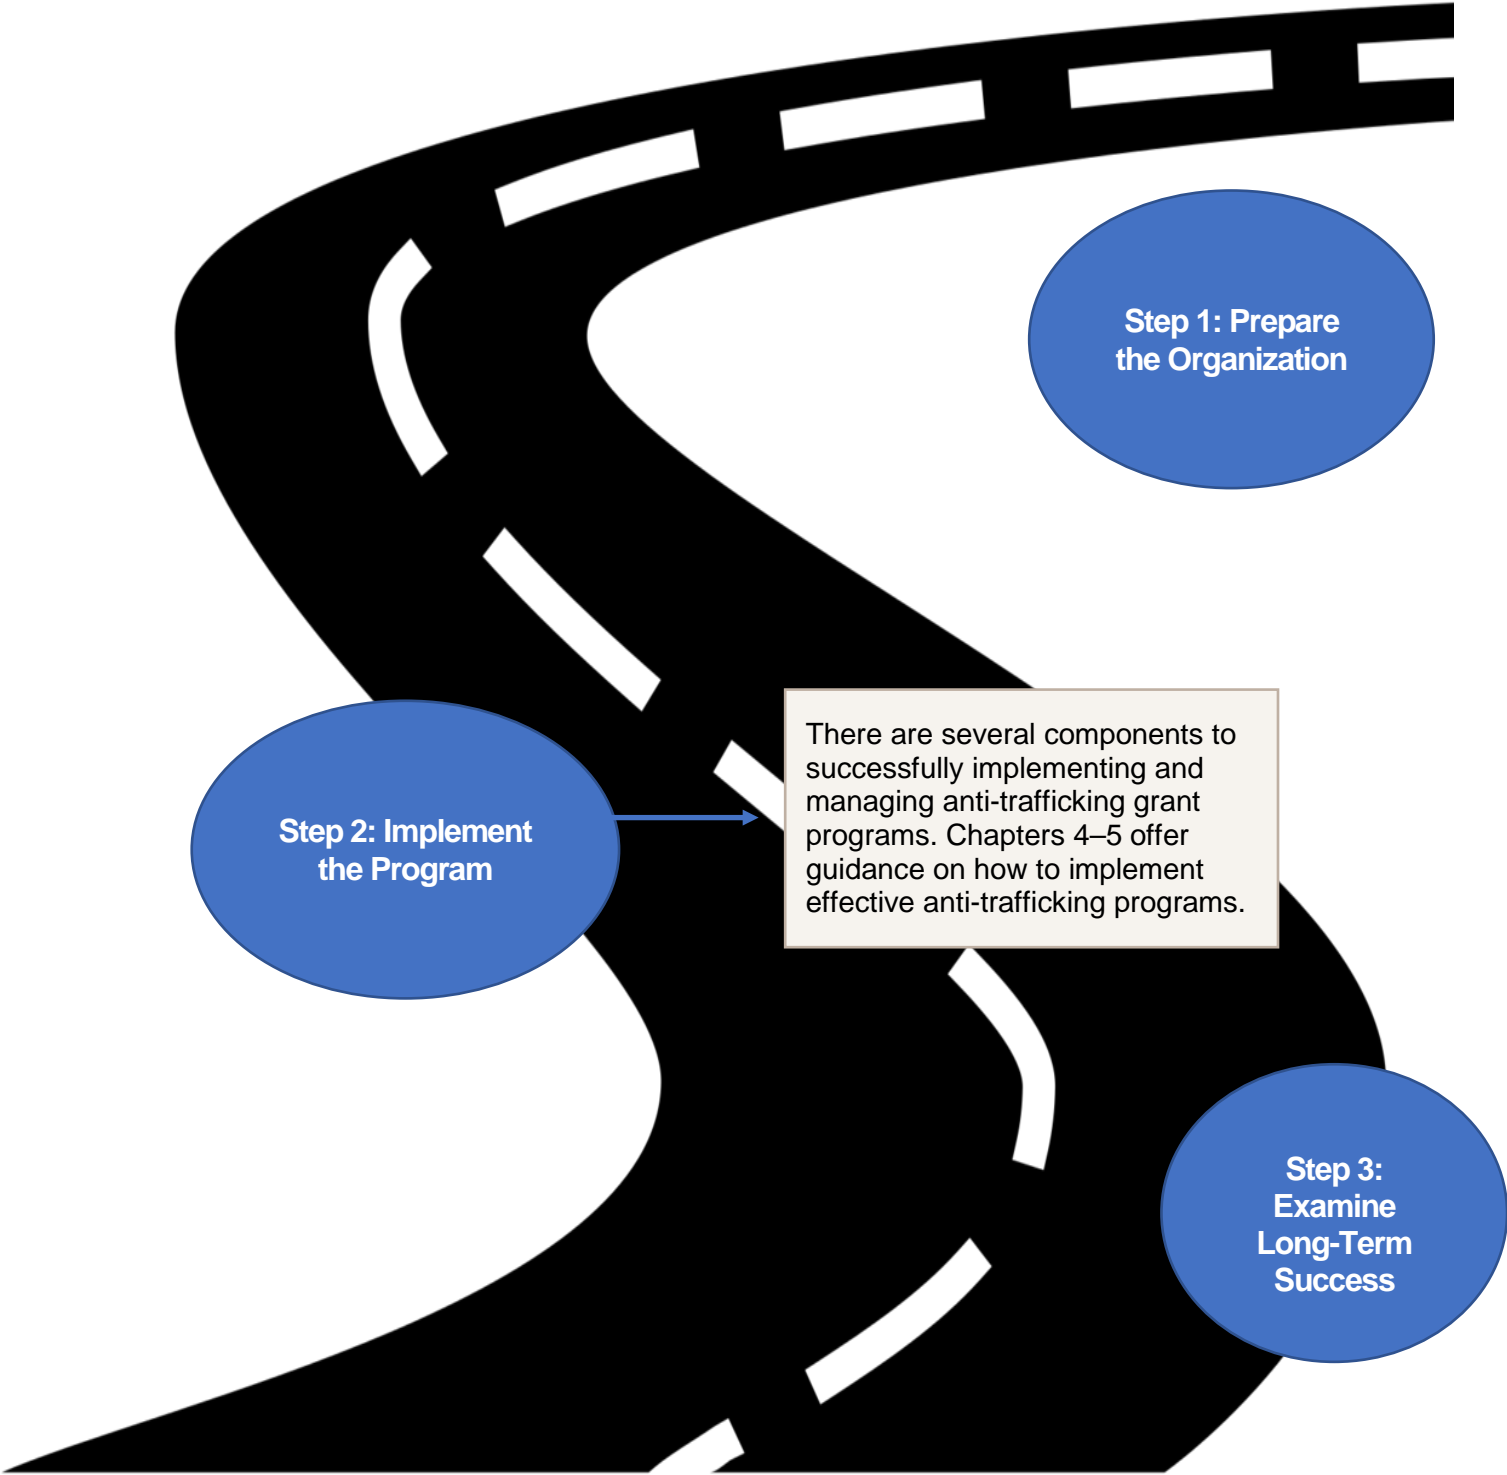 Step 1: Prepare
the Organization
There are several components to
successfully implementing and
managing anti-trafficking grant
programs. Chapters 4–5 offer
guidance on how to implement
effective anti-trafficking programs.
Step 2: Implement
the Program
Step 3:
Examine
Long-Term
Success